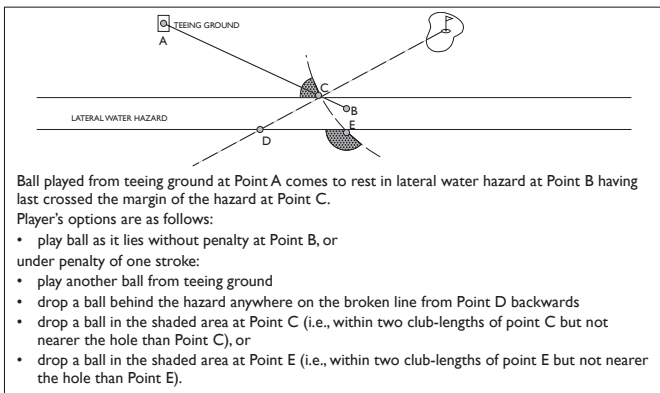 TEEING GROUND
A
C
B
LATERAL WATER HAZARD
E
D
Ball played from teeing ground at Point A comes to rest in lateral water hazard at Point B having
last crossed the margin of the hazard at Point C.
Player's options are as follows:
• play ball as it lies without penalty at Point B, or
under penalty of one stroke:
• play another ball from teeing ground
• drop a ball behind the hazard anywhere on the broken line from Point D backwards
• drop a ball in the shaded area at Point C (i.e., within two club-lengths of point C but not
nearer the hole than Point C), or
• drop a ball in the shaded area at Point E (i.e., within two club-lengths of point E but not nearer
the hole than Point E).